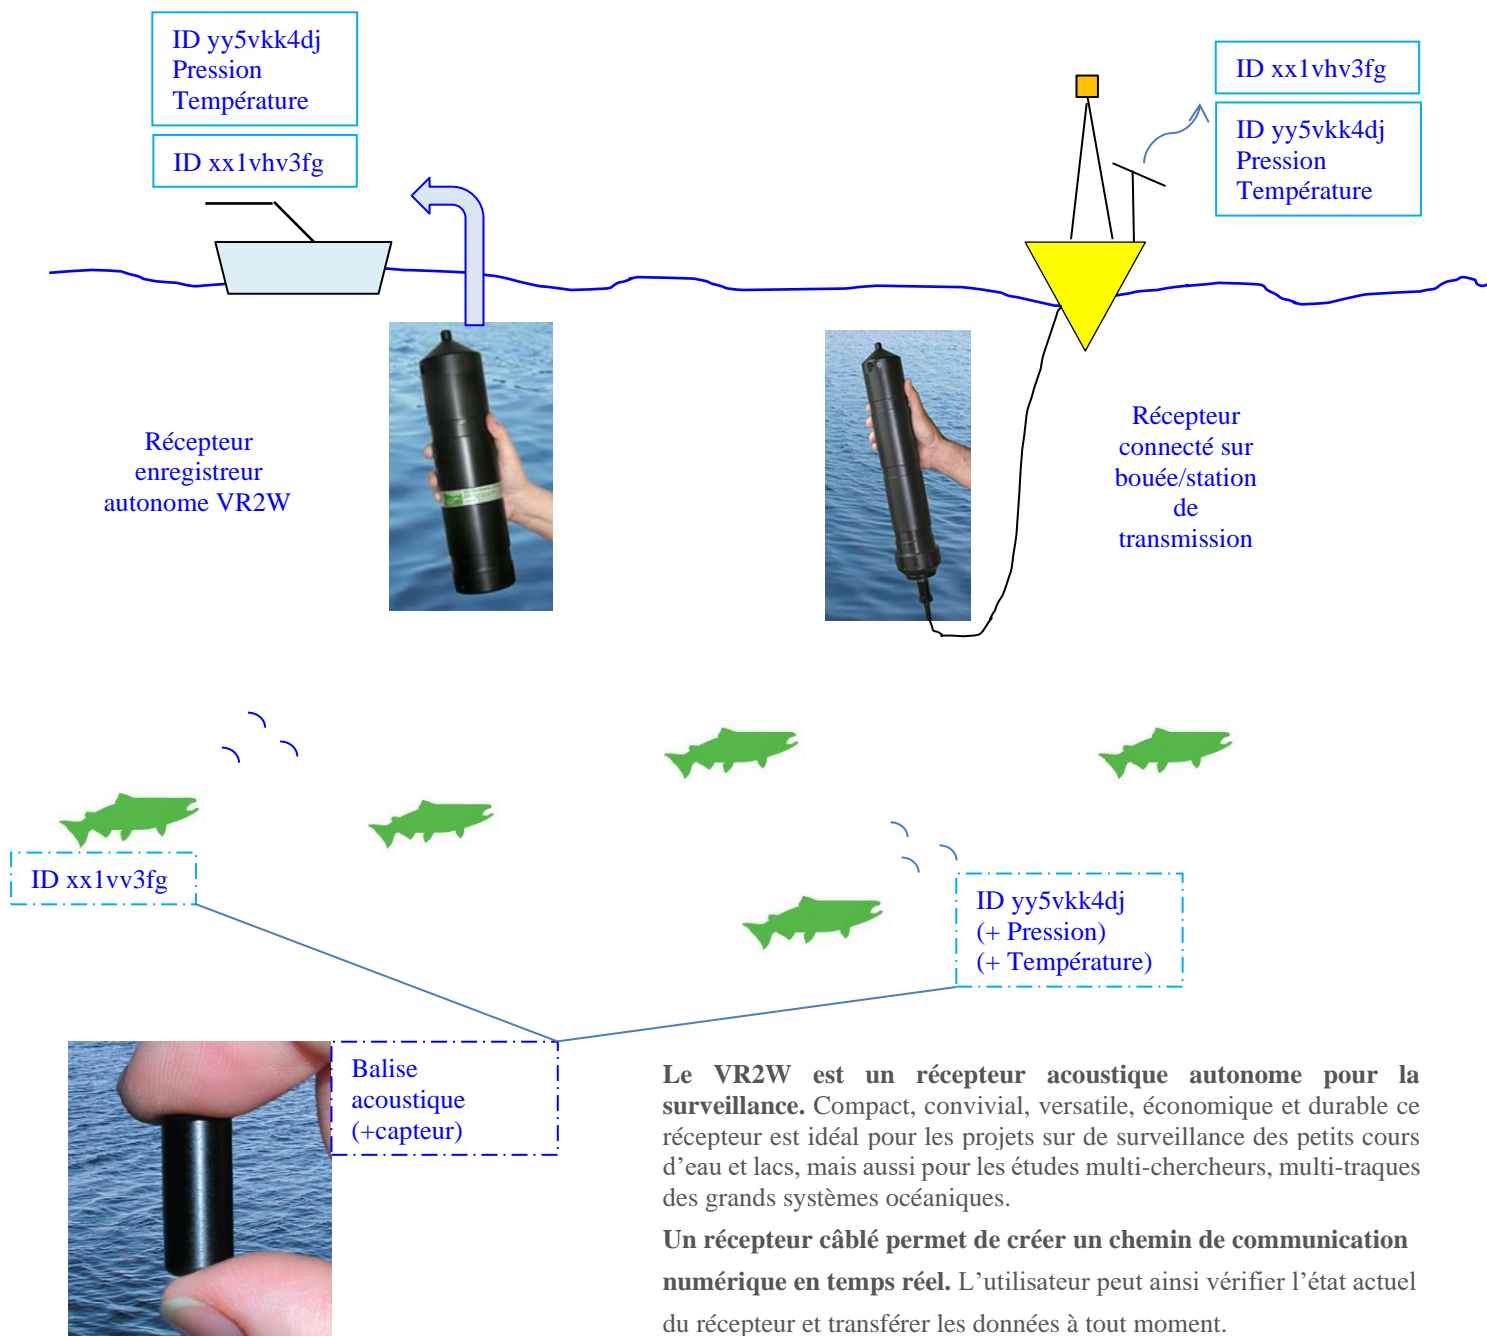 ID yy5vkk4dj
Pression
Température
ID xx1vhv3fg
ID xx1vhv3fg
ID yy5vkk4dj
Pression
Température
Récepteur
enregistreur
autonome VR2W
Récepteur
connecté sur
bouée/station
de
transmission
ID xx1vv3fg
ID yy5vkk4dj
(+ Pression)
(+ Température)
Balise
acoustique
(+capteur)
Le VR2W est un récepteur acoustique autonome pour la
surveillance. Compact, convivial, versatile, économique et durable ce
récepteur est idéal pour les projets sur de surveillance des petits cours
d’eau et lacs, mais aussi pour les études multi-chercheurs, multi-traques
des grands systèmes océaniques.
Un récepteur câblé permet de créer un chemin de communication
numérique en temps réel. L’utilisateur peut ainsi vérifier l’état actuel
du récepteur et transférer les données à tout moment.